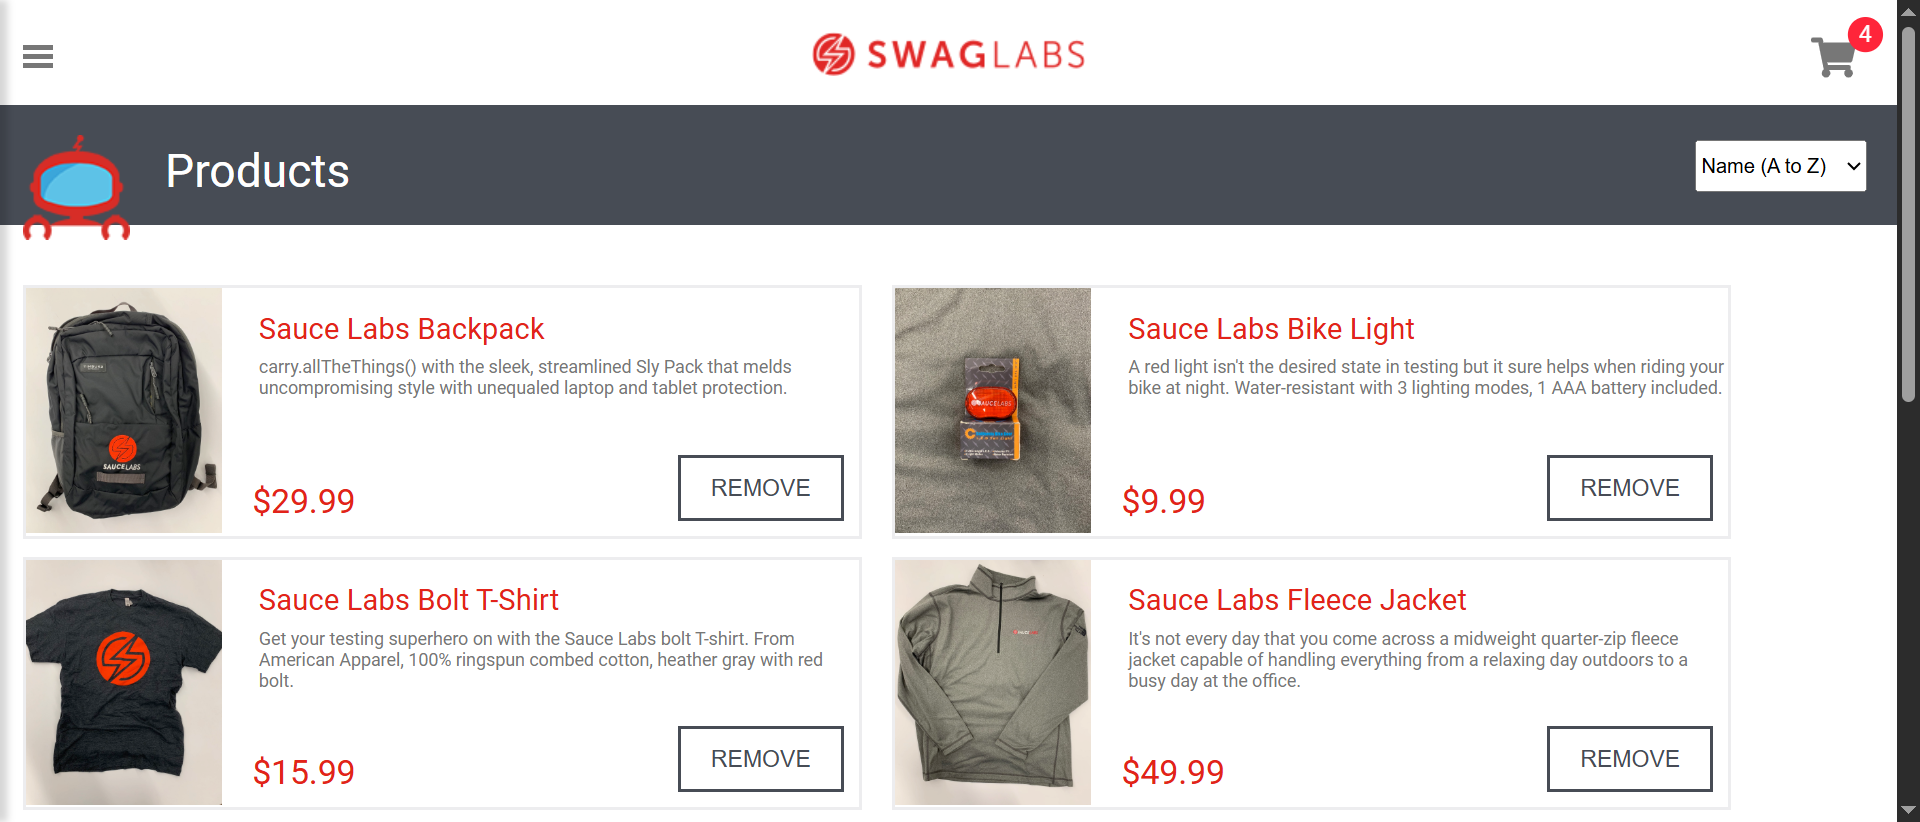 SWAGLABS
4
Products
Name (A to Z)
Sauce Labs Backpack
carry.allTheThings() with the sleek, streamlined Sly Pack that melds
uncompromising style with unequaled laptop and tablet protection.
$29.99
REMOVE
SAUCELABS
Sauce Labs Bike Light
A red light isn't the desired state in testing but it sure helps when riding your
bike at night. Water-resistant with 3 lighting modes, 1 AAA battery included.
$9.99
REMOVE
SAUCELABS
Sauce Labs Bolt T-Shirt
Get your testing superhero on with the Sauce Labs bolt T-shirt. From
American Apparel, 100% ringspun combed cotton, heather gray with red
bolt.
$15.99
REMOVE
Sauce Labs Fleece Jacket
It's not every day that you come across a midweight quarter-zip fleece
jacket capable of handling everything from a relaxing day outdoors to a
busy day at the office.
$49.99
REMOVE